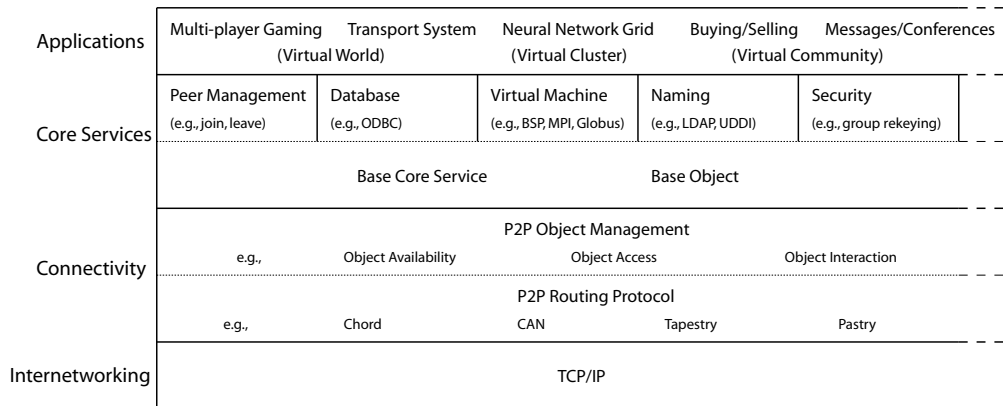 Applications
Multi-player Gaming Transport System Neural Network Grid Buying/Selling Messages/Conferences
(Virtual World) (Virtual Cluster) (Virtual Community)
Core Services
Peer Management Database Virtual Machine Naming Security
(e.g., join, leave) (e.g., ODBC) (e.g., BSP, MPI, Globus) (e.g., LDAP, UDDI) (e.g., group rekeying)
Base Core Service Base Object
Connectivity
P2P Object Management
e.g., Object Availability Object Access Object Interaction
P2P Routing Protocol
e.g., Chord CAN Tapestry Pastry
Internetworking
TCP/IP